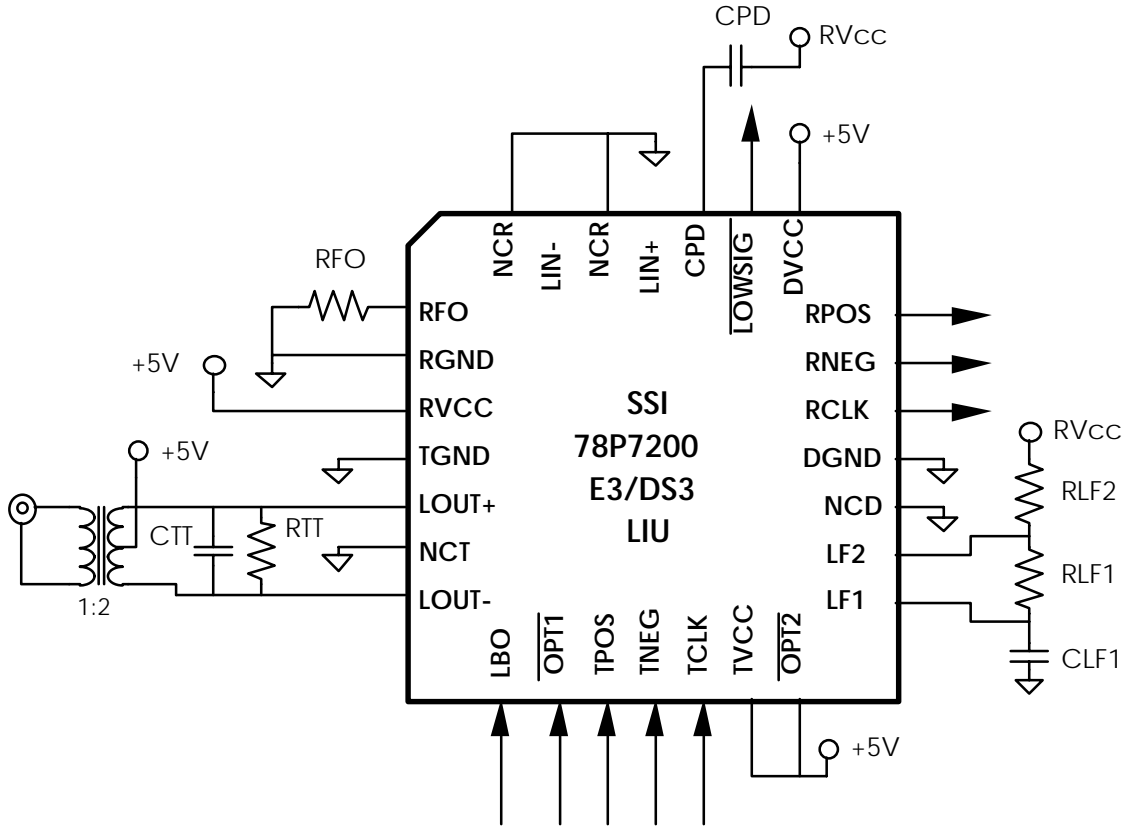 CPD
RVcc
+5V
NCR
LIN-
NCR
LIN+
CPD
LOWSIG
DVCC
RFO
RFO
RGND
+5V
RVCC
TGND
+5V
LOUT+
CTT
RTT
NCT
LOUT-
1:2
SSI
78P7200
E3/DS3
LIU
RPOS
RNEG
RCLK
DGND
NCD
LF2
LF1
RVcc
RLF2
RLF1
CLF1
LBO
OPT1
TPOS
TNEG
TCLK
TVCC
OPT2
+5V